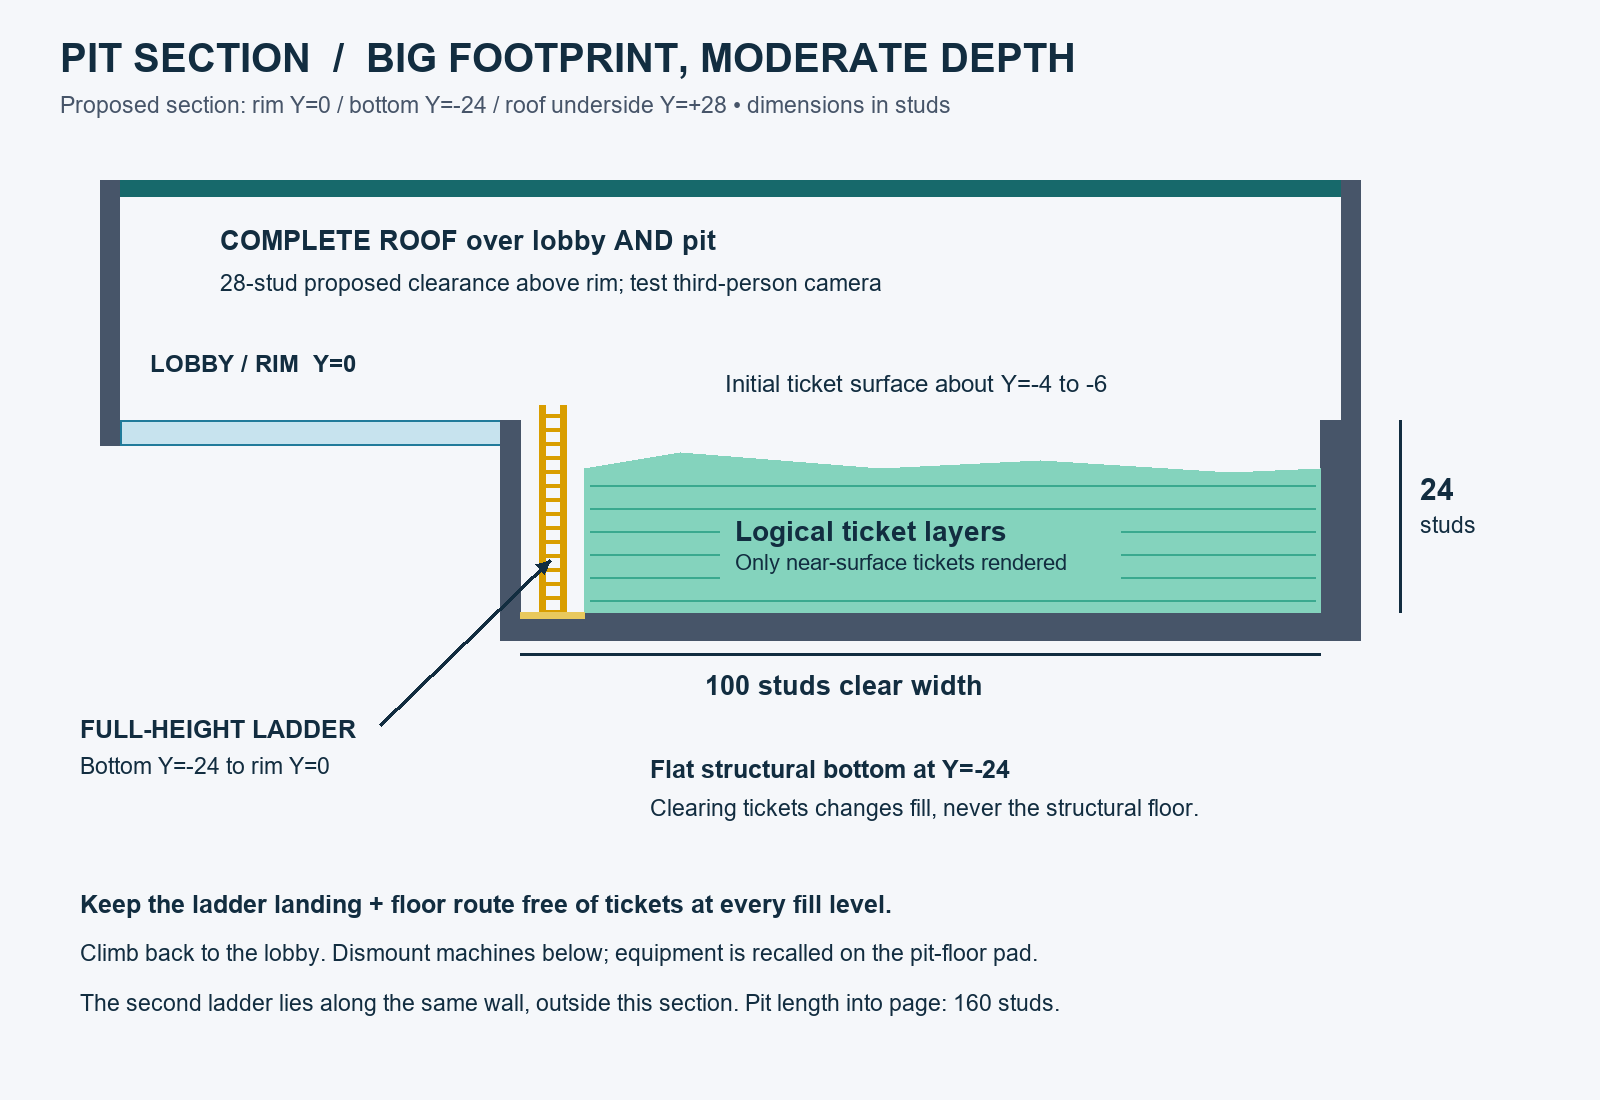 PIT SECTION / BIG FOOTPRINT, MODERATE DEPTH
Proposed section: rim Y=0 / bottom Y=-24 / roof underside Y=+28 • dimensions in studs
COMPLETE ROOF over lobby AND pit
28-stud proposed clearance above rim; test third-person camera
LOBBY / RIM Y=0
Initial ticket surface about Y=-4 to -6
24
studs
Logical ticket layers
Only near-surface tickets rendered
100 studs clear width
FULL-HEIGHT LADDER
Bottom Y=-24 to rim Y=0
Flat structural bottom at Y=-24
Clearing tickets changes fill, never the structural floor.
Keep the ladder landing + floor route free of tickets at every fill level.
Climb back to the lobby. Dismount machines below; equipment is recalled on the pit-floor pad.
The second ladder lies along the same wall, outside this section. Pit length into page: 160 studs.